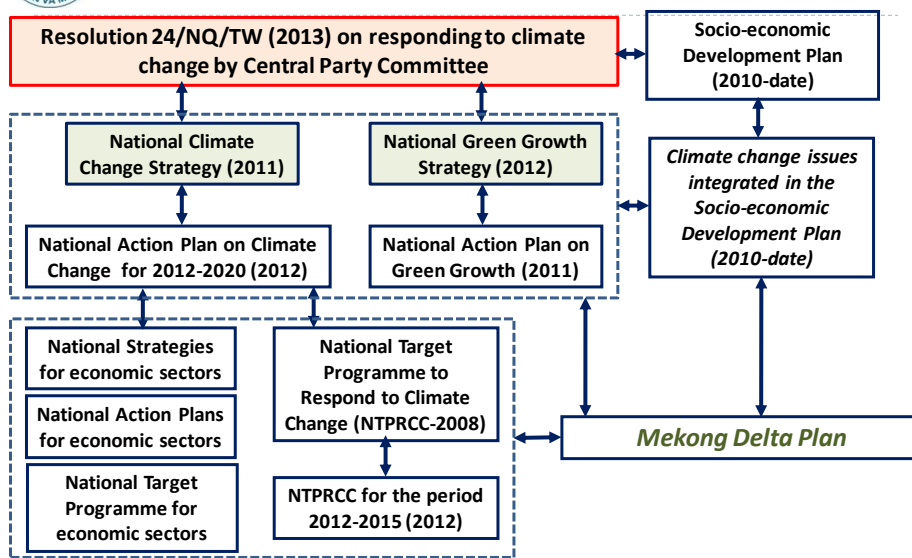 Resolution 24/NQ/TW (2013) on responding to climate
change by Central Party Committee
Socio-economic
Development Plan
(2010-date)
National Climate
Change Strategy (2011)
National Green Growth
Strategy (2012)
Climate change issues
integrated in the
Socio-economic
Development Plan
(2010-date)
National Action Plan on Climate
Change for 2012-2020 (2012)
National Action Plan on
Green Growth (2011)
National Strategies
for economic sectors
National Action Plans
for economic sectors
National Target
Programme for
economic sectors
National Target
Programme to
Respond to Climate
Change (NTPRCC-2008)
NTPRCC for the period
2012-2015 (2012)
Mekong Delta Plan